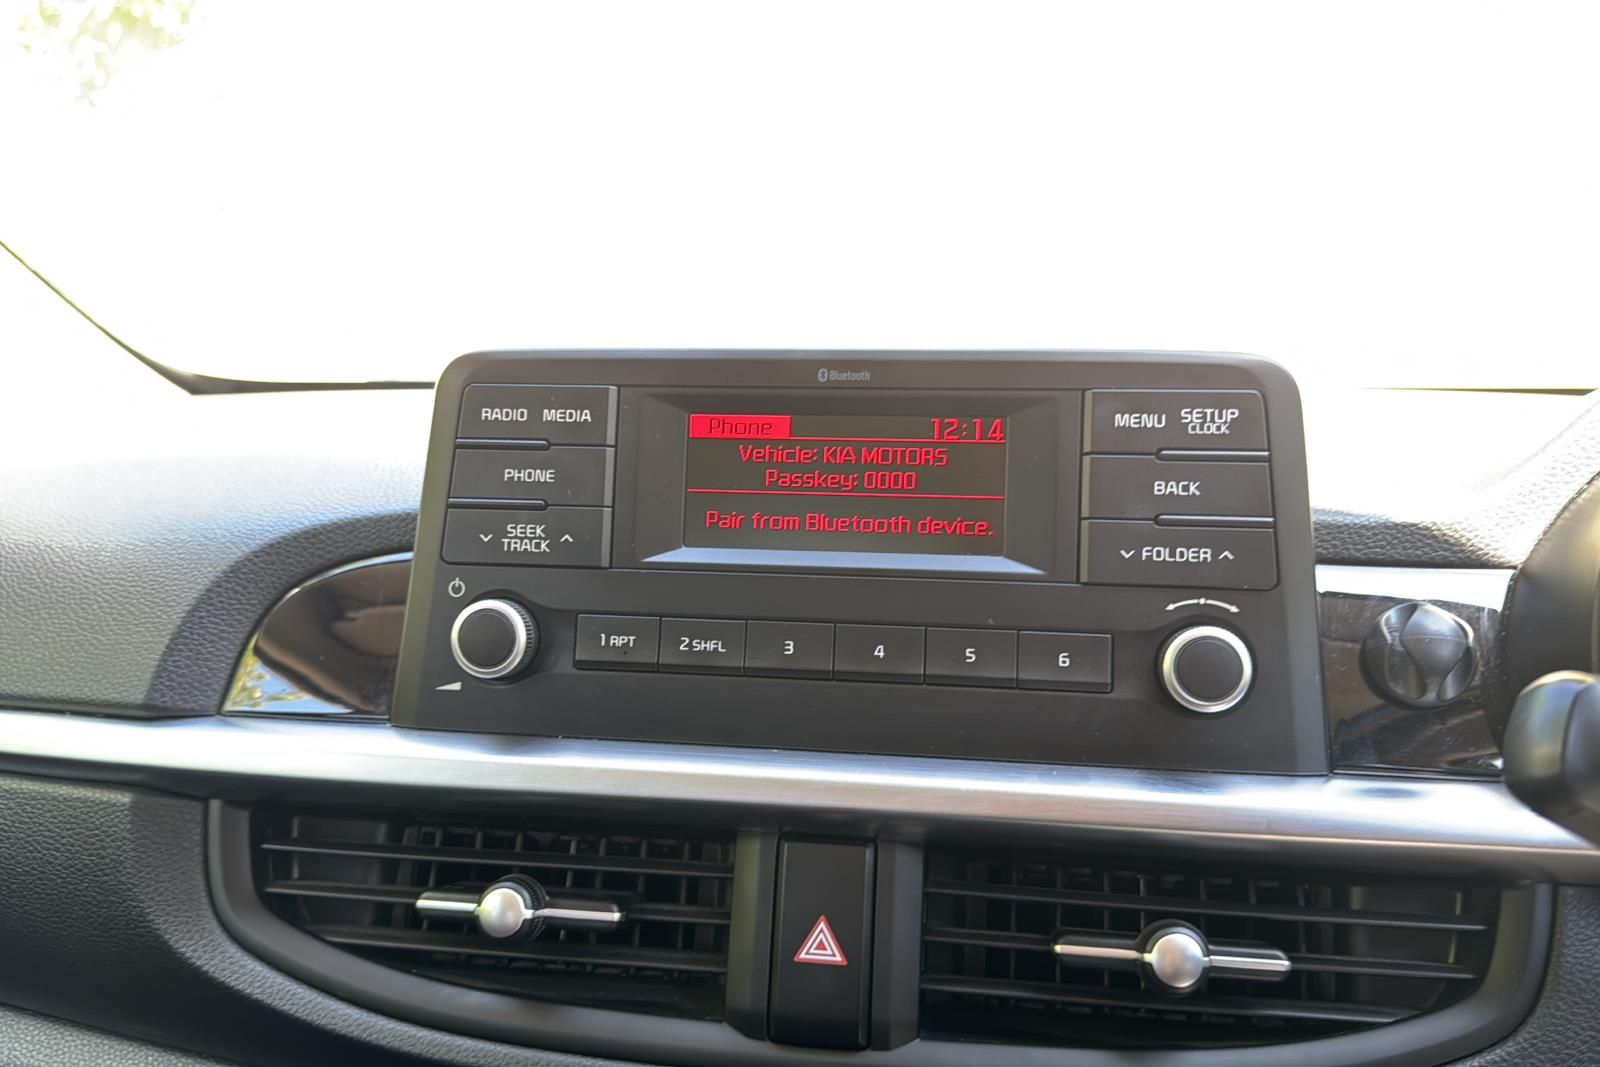 Bluetooth
RADIO MEDIA
PHONE
SEEK
TRACK
Phone 12:14
Vehicle: KIA MOTORS
Passkey: 0000
Pair from Bluetooth device.
MENU SETUP
CLOCK
BACK
FOLDER
1 RPT 2 SHFL 3 4 5 6